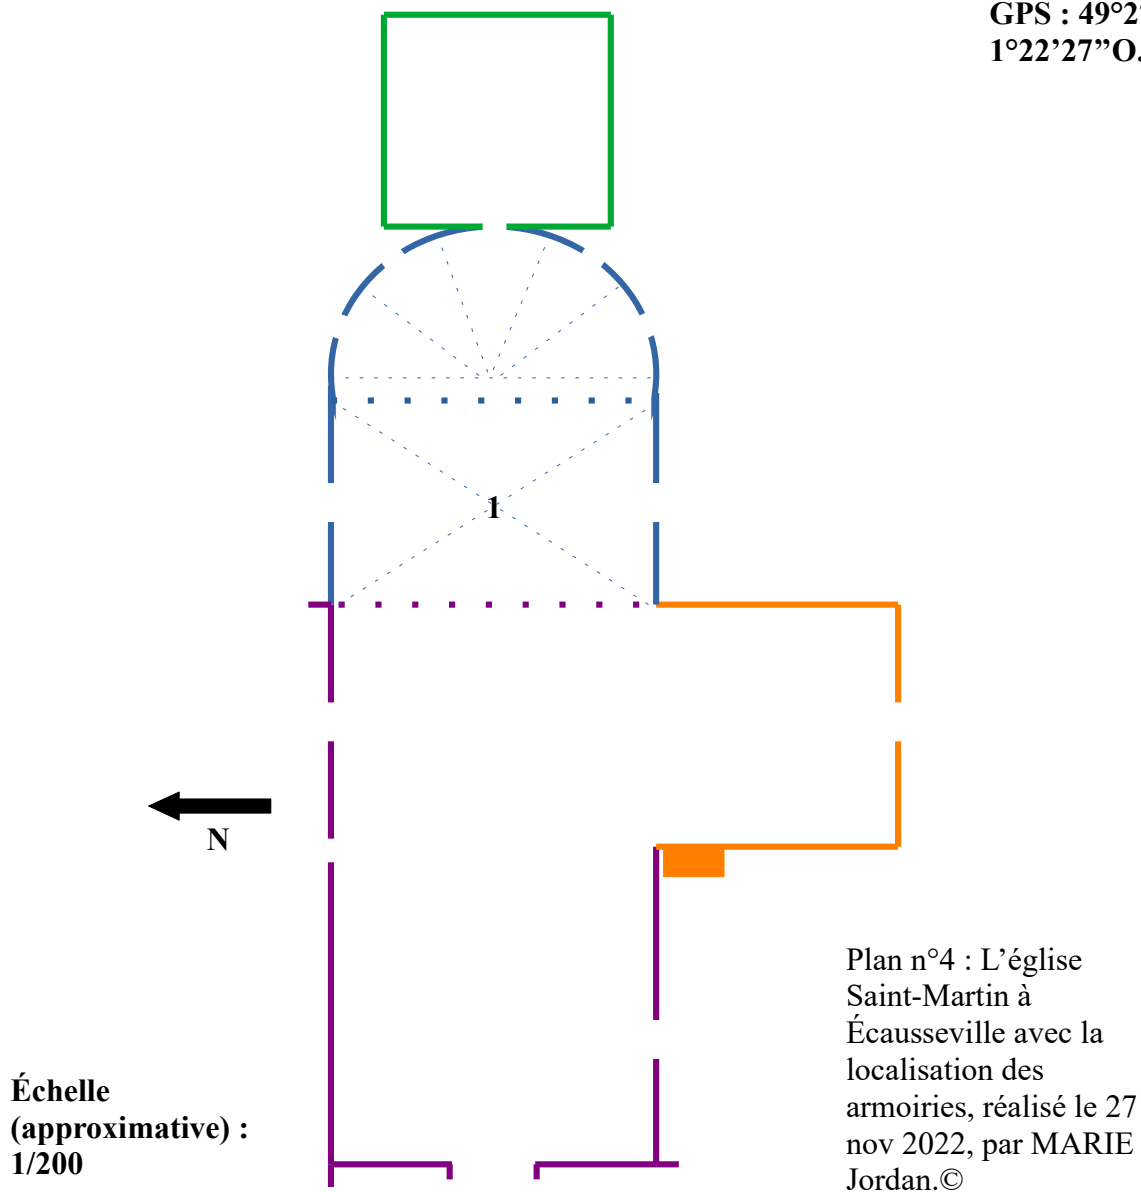 GPS : 49°2
1°22’27”O.
1
N
Plan n°4 : L’église
Saint-Martin à
Écausseville avec la
localisation des
armoiries, réalisé le 27
nov 2022, par MARIE
Jordan.©
Échelle
(approximative) :
1/200